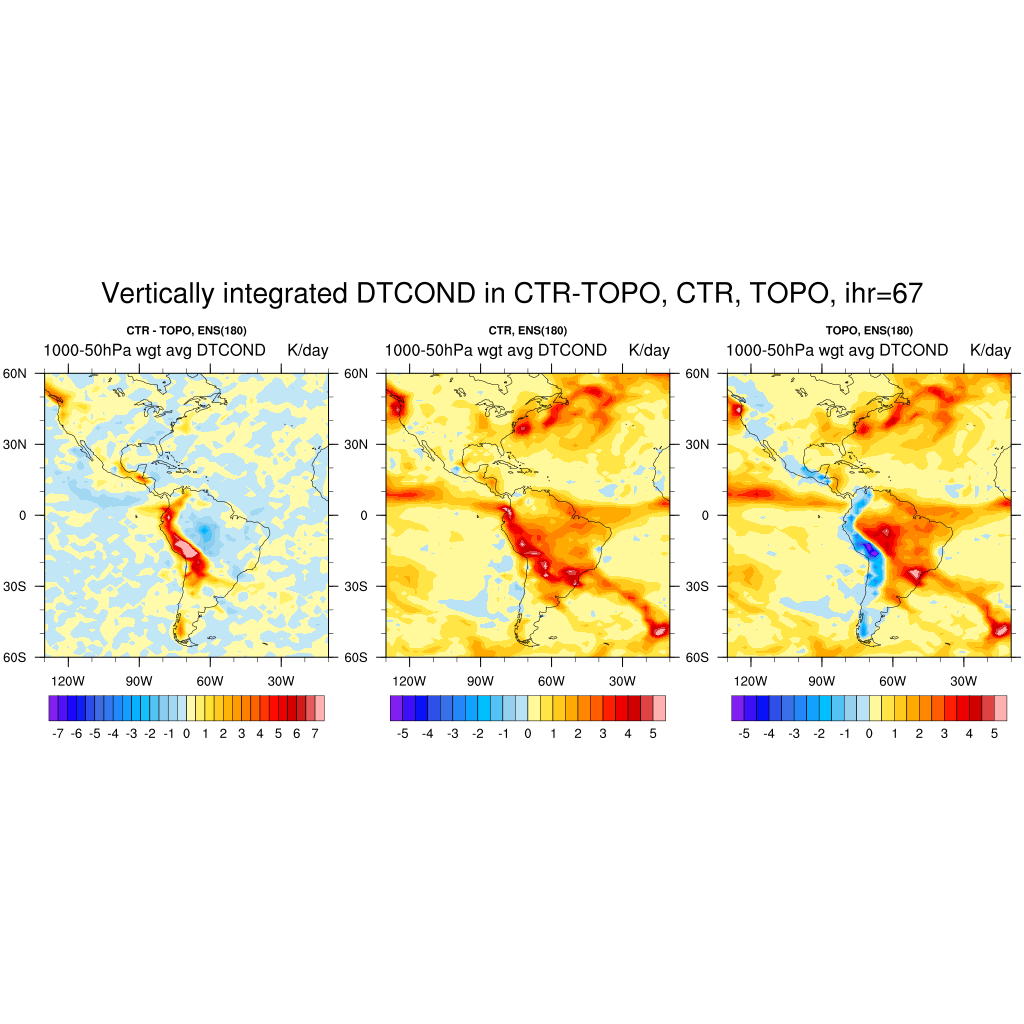 Vertically integrated DTCOND in CTR-TOPO, CTR, TOPO, ihr=67
CTR - TOPO, ENS(180)
1000-50hPa wgt avg DTCOND K/day
60N
30N
0
30S
60S
120W 90W 60W 30W
-7 -6 -5 -4 -3 -2 -1 0 1 2 3 4 5 6 7
CTR, ENS(180)
1000-50hPa wgt avg DTCOND K/day
60N
30N
0
30S
60S
120W 90W 60W 30W
-5 -4 -3 -2 -1 0 1 2 3 4 5
TOPO, ENS(180)
1000-50hPa wgt avg DTCOND K/day
60N
30N
0
30S
60S
120W 90W 60W 30W
-5 -4 -3 -2 -1 0 1 2 3 4 5